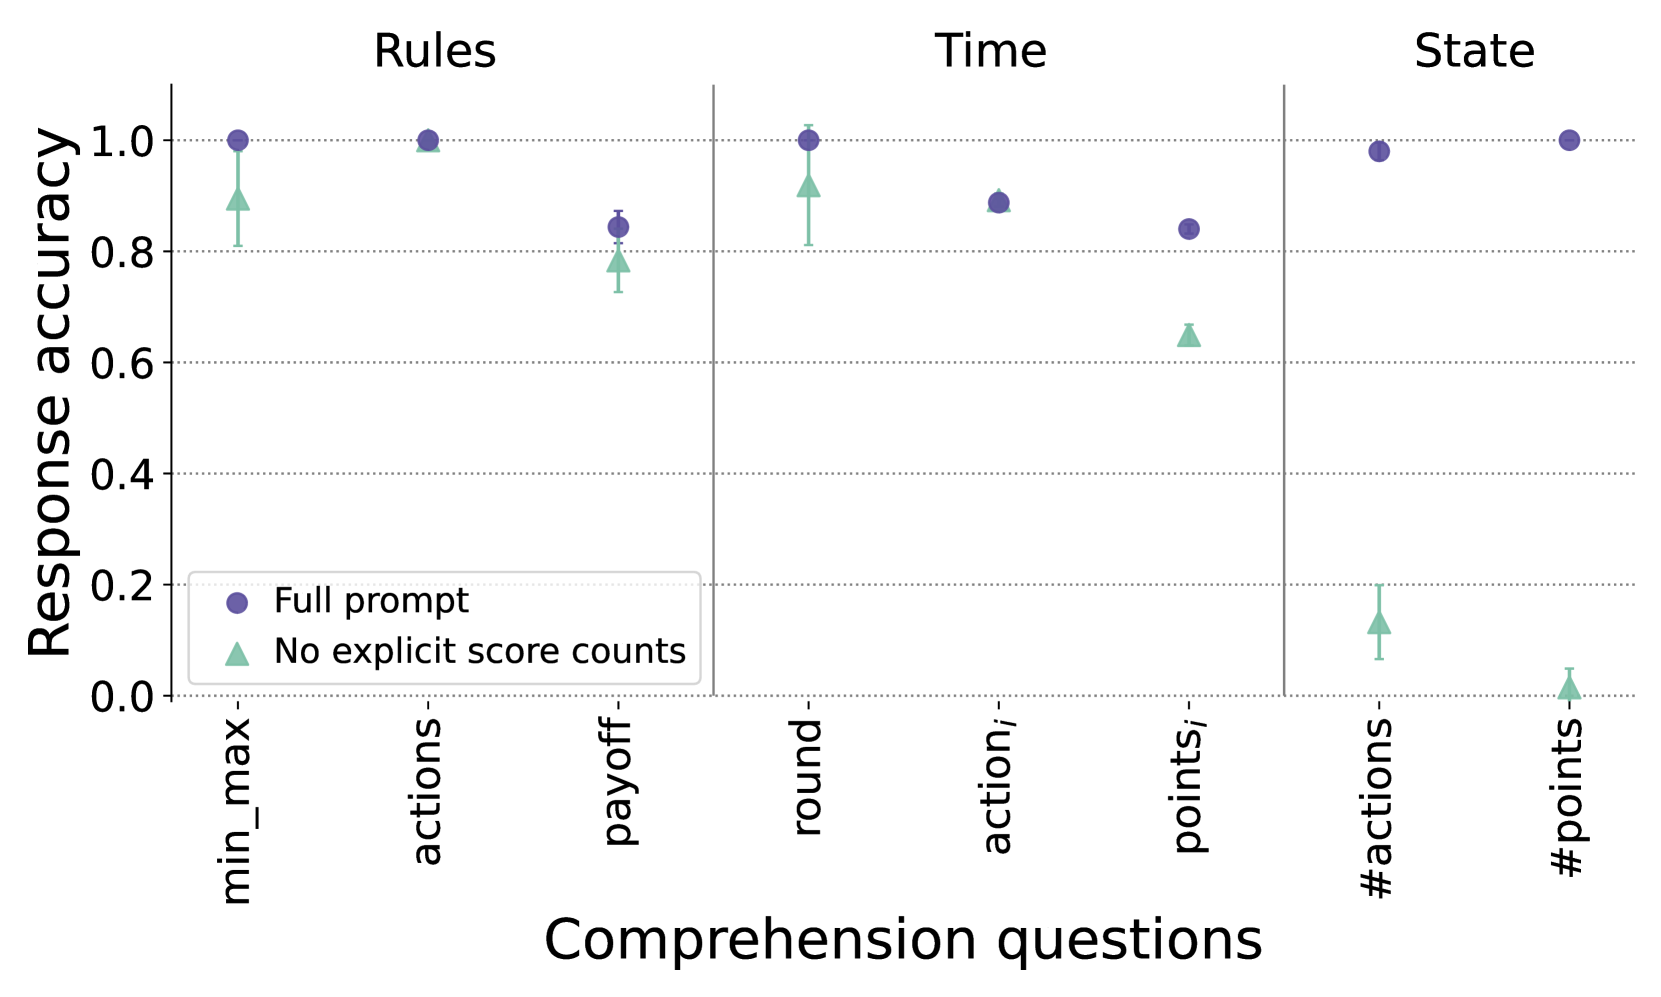 Rules Time State
Response accuracy
1.0
0.8
0.6
0.4
0.2
0.0
Full prompt
No explicit score counts
min_max
actions
payoff
round
action_i
points_i
#actions
#points
Comprehension questions